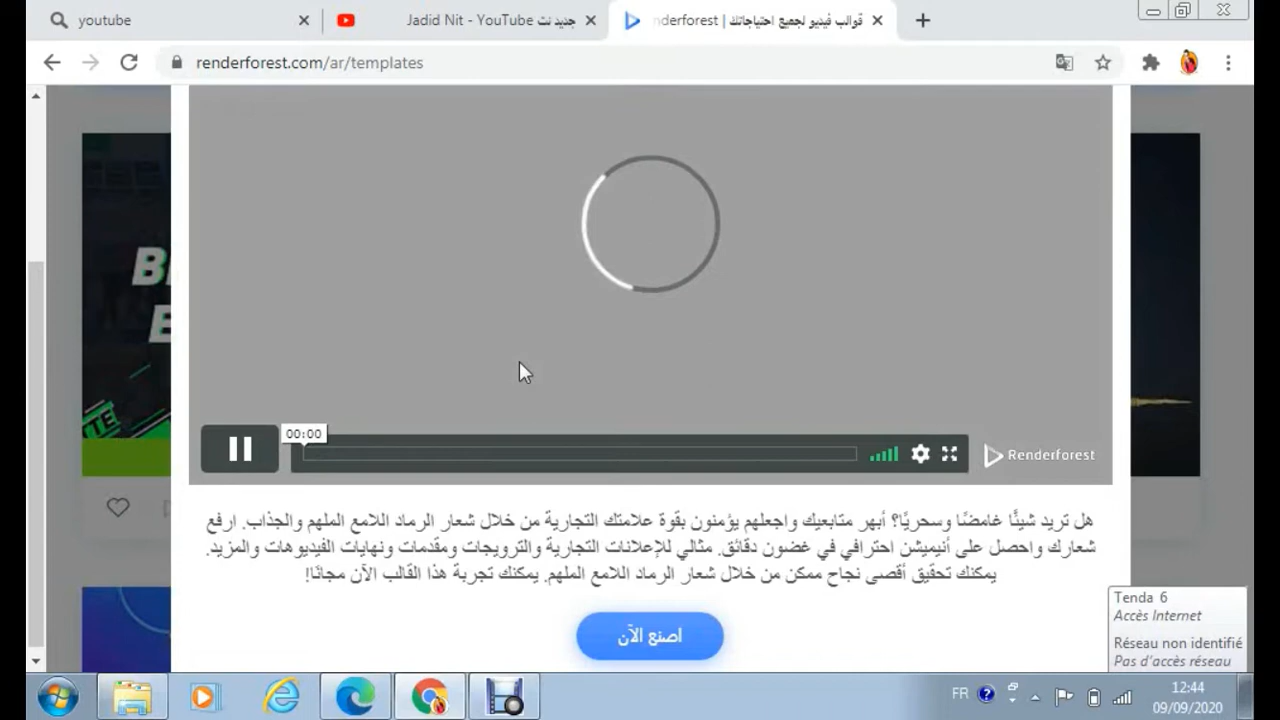 youtube
Jadid Nit - YouTube جديد نت
قوالب فيديو لجميع احتياجاتك | nderforest
renderforest.com/ar/templates
B
E
TTE
00:00
Renderforest
هل تريد شيئًا غامضًا وسحريًا؟ أبهر متابعيك واجعلهم يؤمنون بقوة علامتك التجارية من خلال شعار الرماد اللامع الملهم والجذاب. ارفع
شعارك واحصل على أنيميشن احترافي في غضون دقائق. مثالي للإعلانات التجارية والترويجات ومقدمات ونهايات الفيديوهات والمزيد.
يمكنك تحقيق أقصى نجاح ممكن من خلال شعار الرماد اللامع الملهم. يمكنك تجربة هذا القالب الآن مجانًا!
اصنع الآن
Tenda 6
Accès Internet
Réseau non identifié
Pas d'accès réseau
FR
12:44
09/09/2020